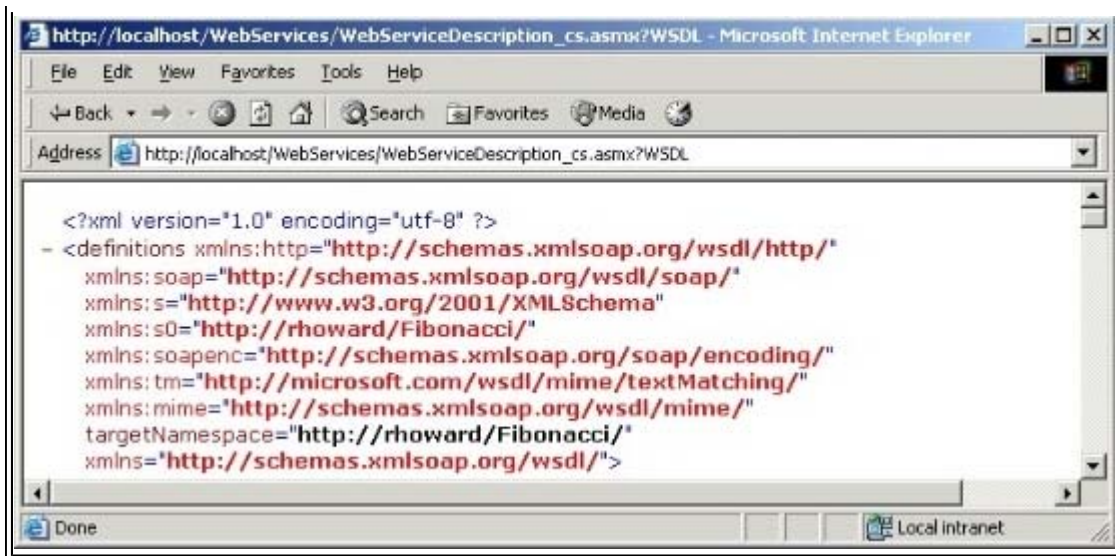 http://localhost/WebServices/WebServiceDescription_cs.asmx?WSDL - Microsoft Internet Explorer
File Edit View Favorites Tools Help
Back Search Favorites Media
Address http://localhost/WebServices/WebServiceDescription_cs.asmx?WSDL
<?xml version="1.0" encoding="utf-8" ?>
- <definitions xmlns:http="http://schemas.xmlsoap.org/wsdl/http/"
xmlns:soap="http://schemas.xmlsoap.org/wsdl/soap/"
xmlns:s="http://www.w3.org/2001/XMLSchema"
xmlns:s0="http://rhoward/Fibonacci/"
xmlns:soapenc="http://schemas.xmlsoap.org/soap/encoding/"
xmlns:tm="http://microsoft.com/wsdl/mime/textMatching/"
xmlns:mime="http://schemas.xmlsoap.org/wsdl/mime/"
targetNamespace="http://rhoward/Fibonacci/"
xmlns="http://schemas.xmlsoap.org/wsdl/">
Done Local intranet